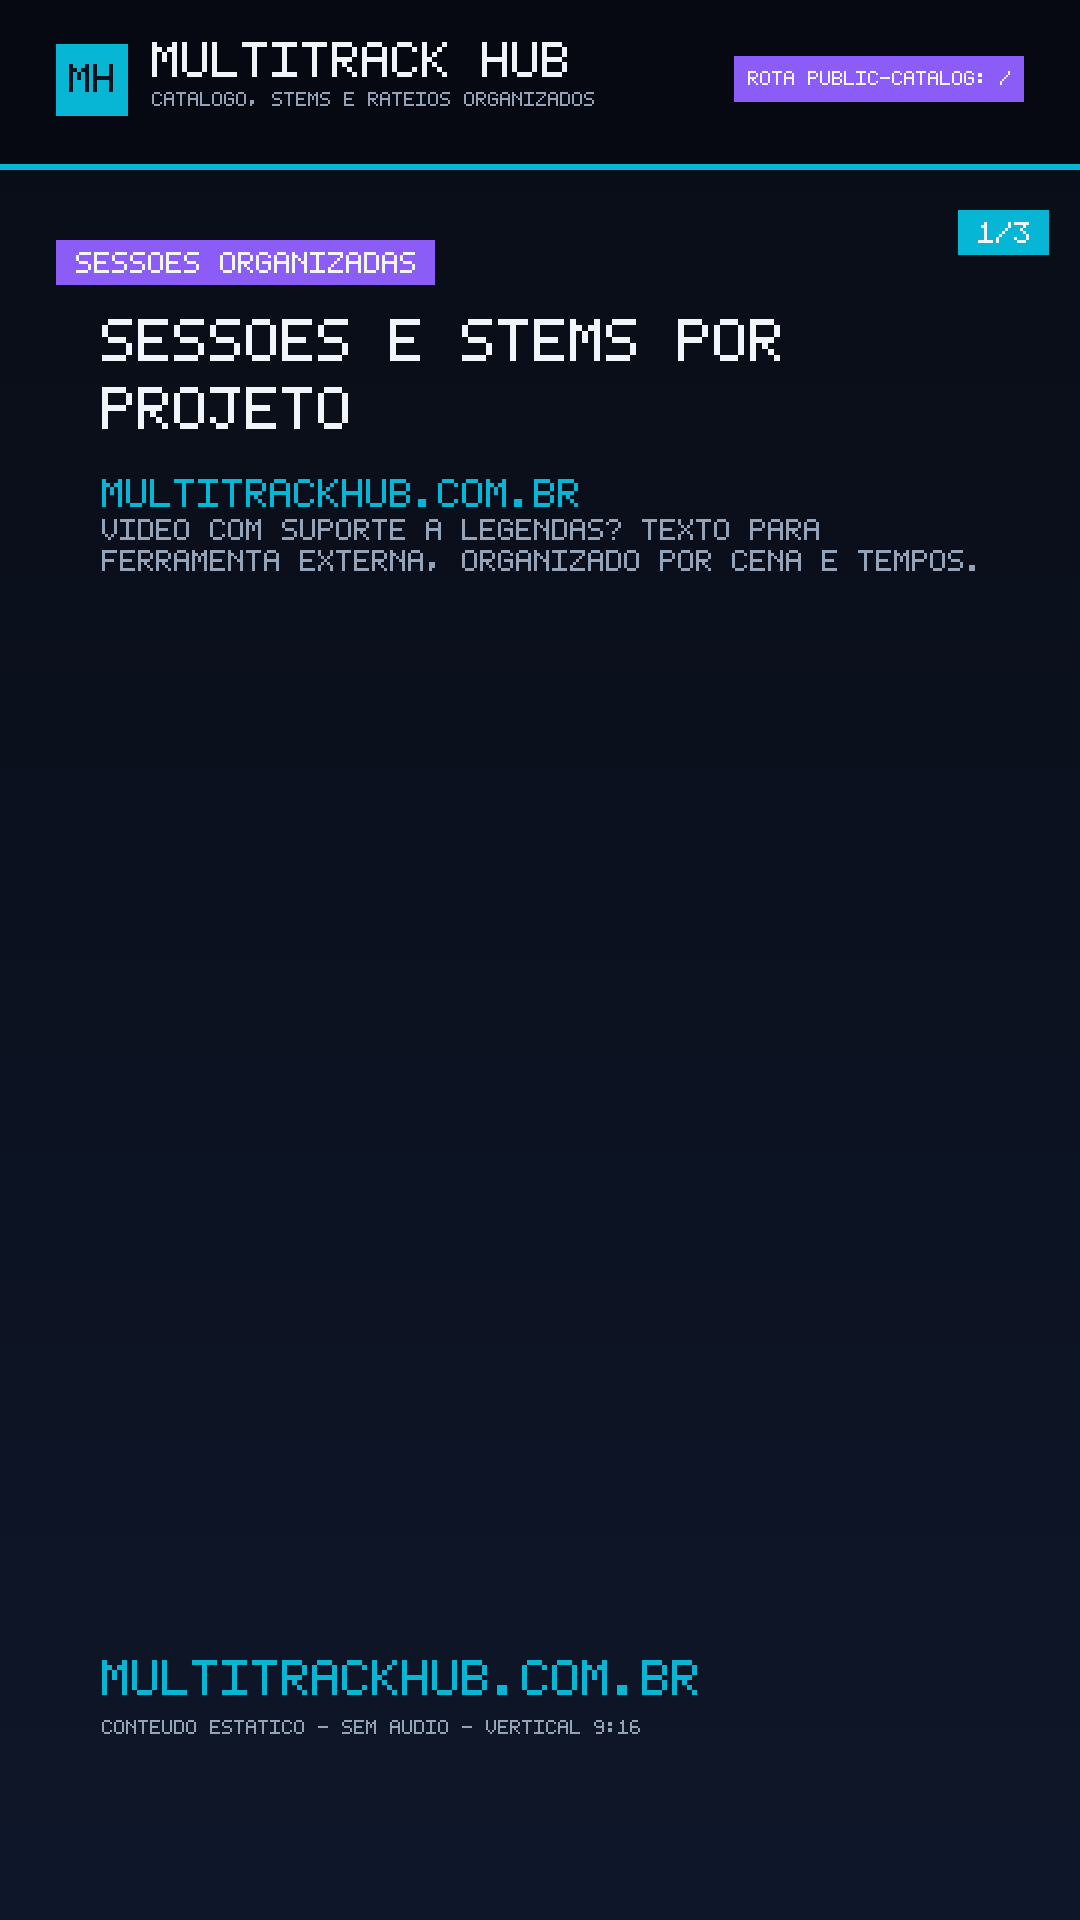 MH
MULTITRACK HUB
CATALOGO, STEMS E RATEIOS ORGANIZADOS
ROTA PUBLIC-CATALOG: /
1/3
SESSOES ORGANIZADAS
SESSOES E STEMS POR
PROJETO
MULTITRACKHUB.COM.BR
VIDEO COM SUPORTE A LEGENDAS? TEXTO PARA
FERRAMENTA EXTERNA, ORGANIZADO POR CENA E TEMPOS.
MULTITRACKHUB.COM.BR
CONTEUDO ESTATICO - SEM AUDIO - VERTICAL 9:16